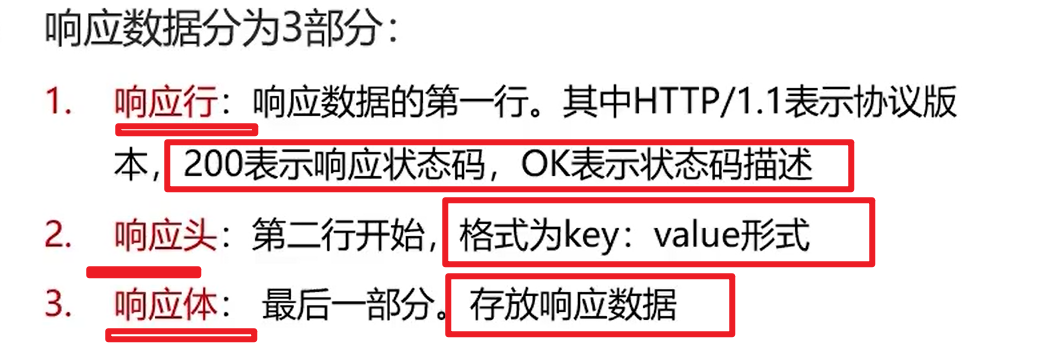 响应数据分为3部分：
1. 响应行：响应数据的第一行。其中HTTP/1.1表示协议版
本，200表示响应状态码，OK表示状态码描述
2. 响应头：第二行开始，格式为key：value形式
3. 响应体： 最后一部分。存放响应数据